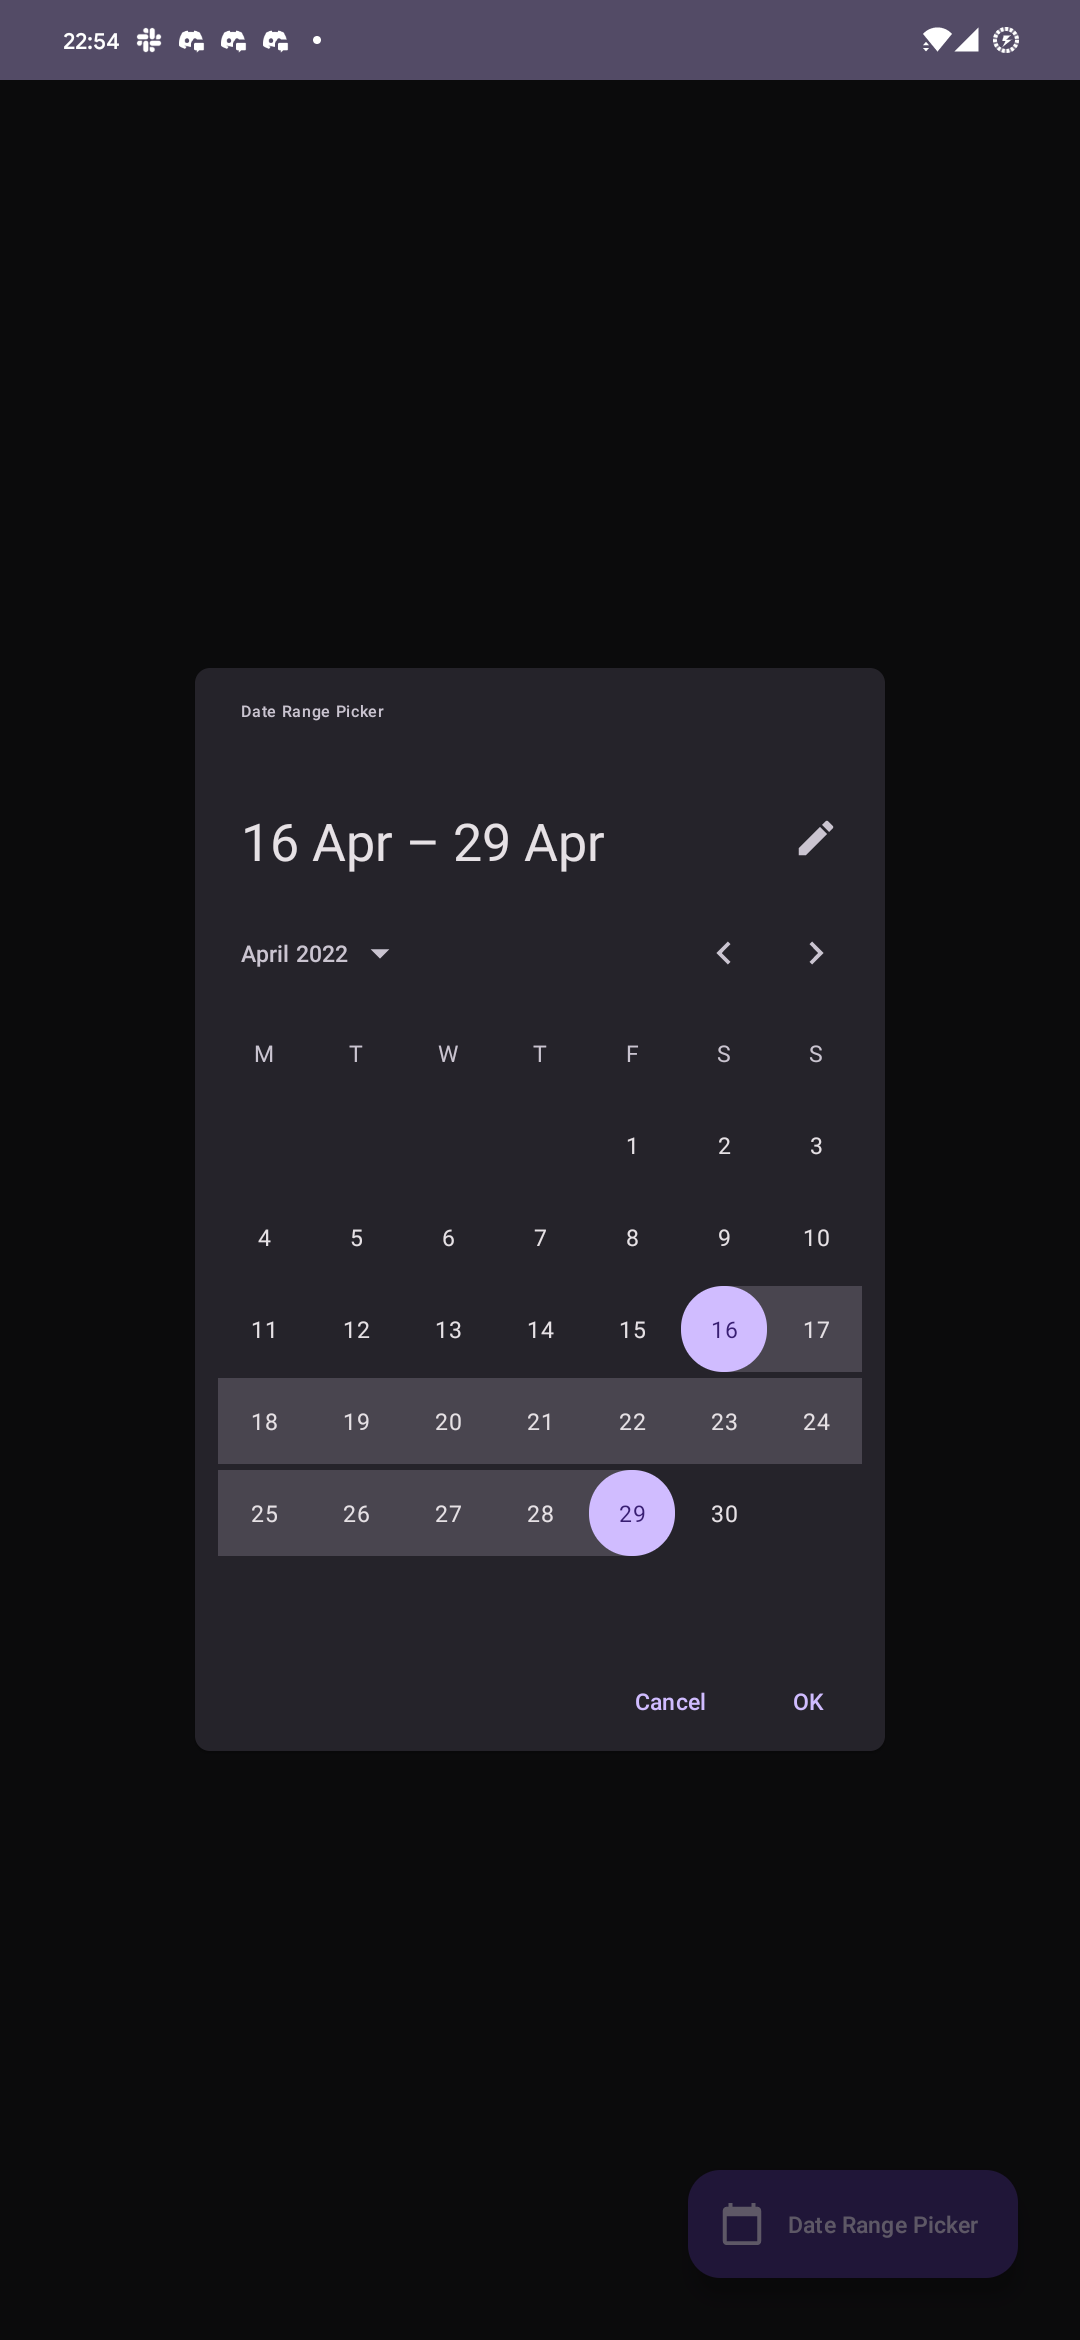 22:54
Date Range Picker
16 Apr – 29 Apr
April 2022
M T W T F S S
1 2 3
4 5 6 7 8 9 10
11 12 13 14 15 16 17
18 19 20 21 22 23 24
25 26 27 28 29 30
Cancel OK
Date Range Picker